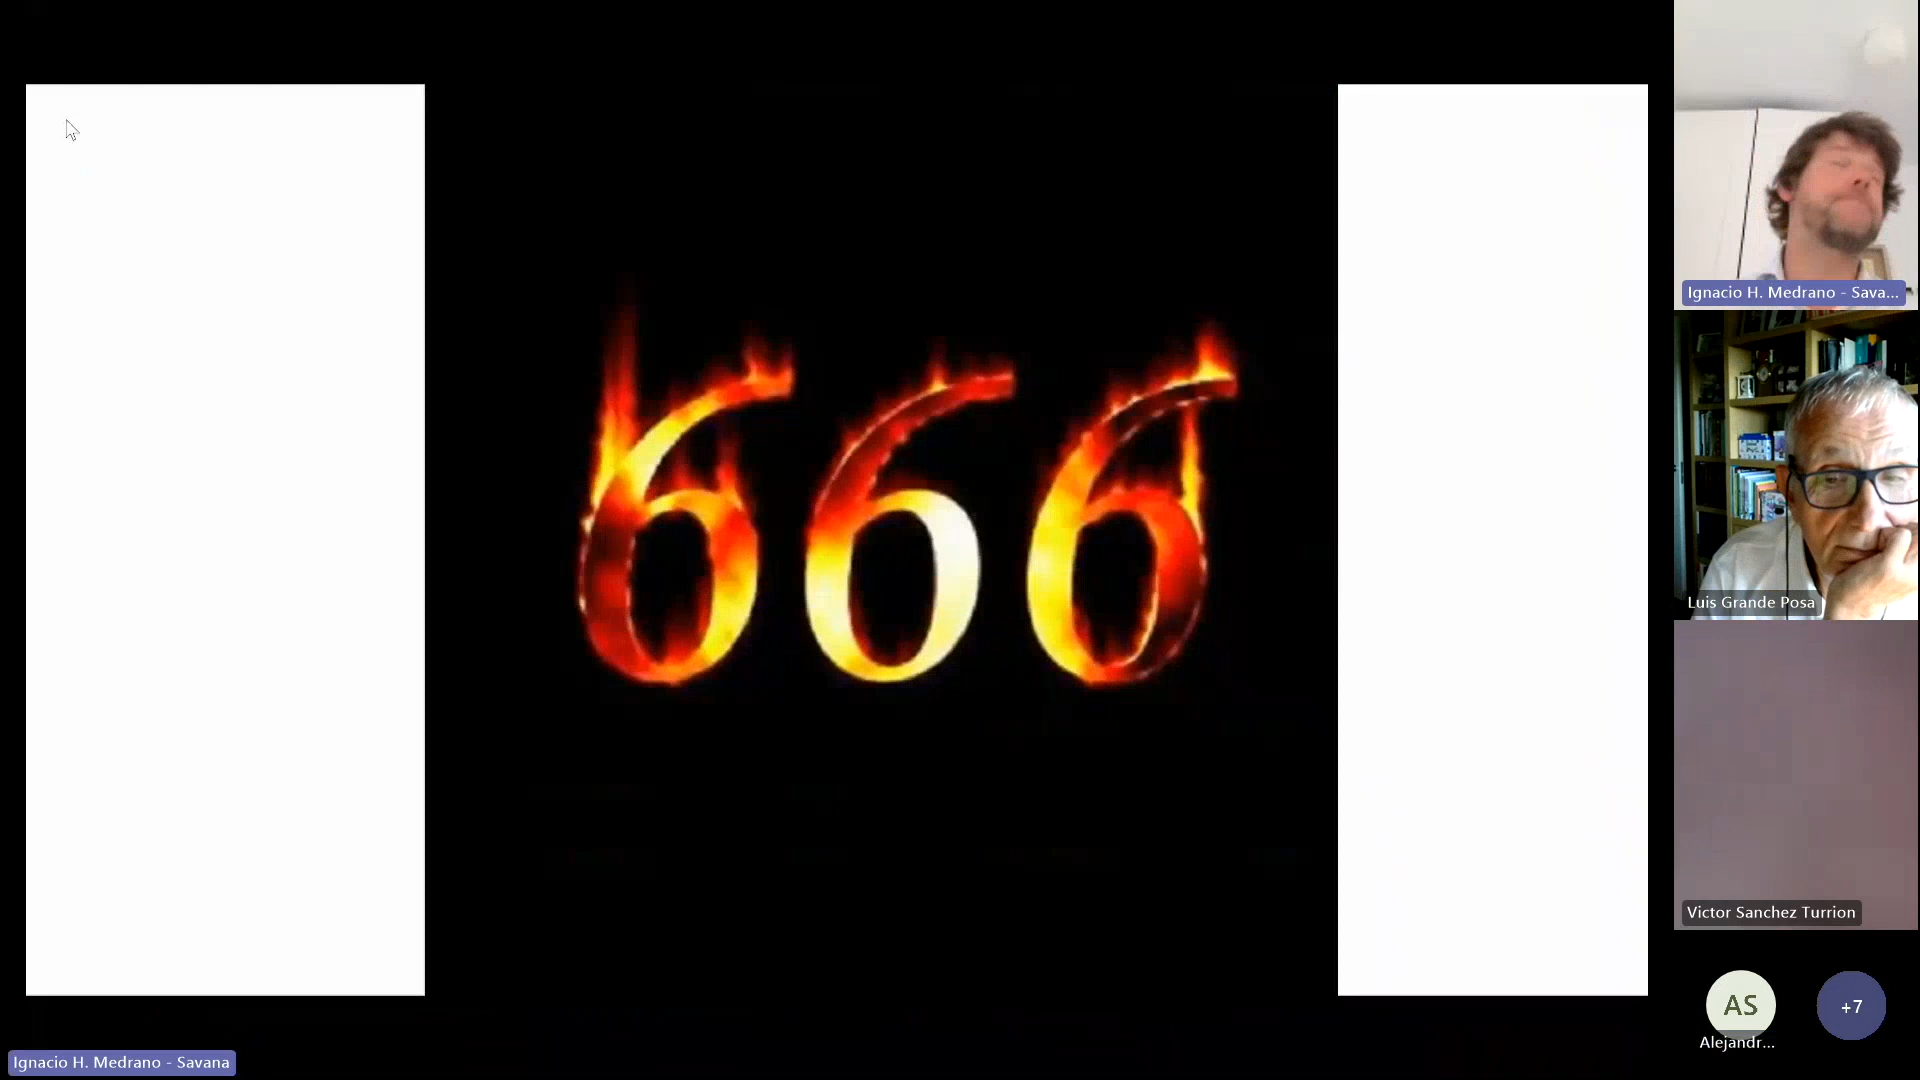 666
Ignacio H. Medrano - Sava...
Luis Grande Posa
Victor Sanchez Turrion
AS
+7
Alejandr...
Ignacio H. Medrano - Savana